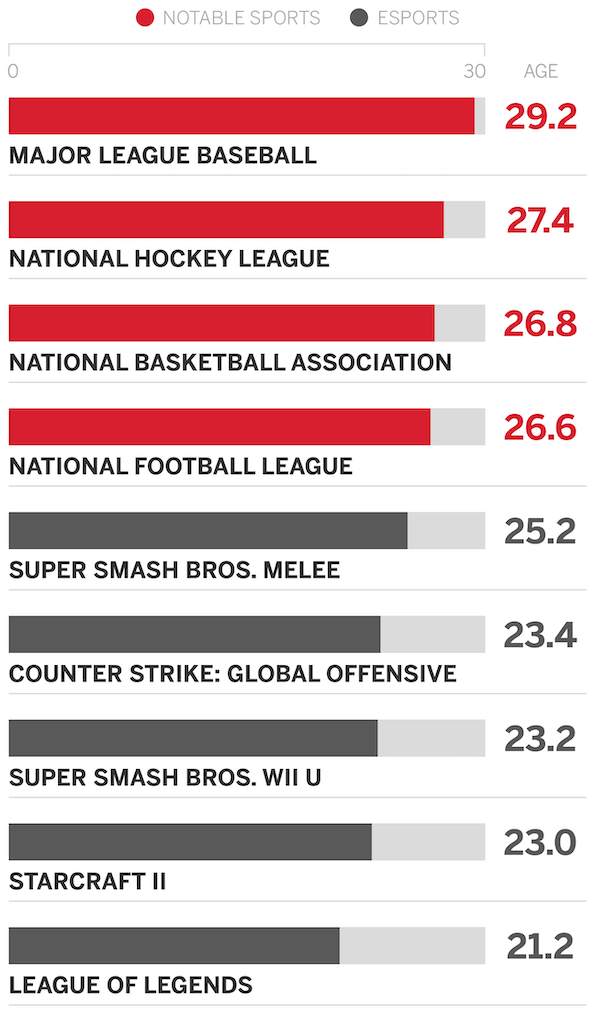 NOTABLE SPORTS ESPORTS
0 30 AGE
29.2
MAJOR LEAGUE BASEBALL
27.4
NATIONAL HOCKEY LEAGUE
26.8
NATIONAL BASKETBALL ASSOCIATION
26.6
NATIONAL FOOTBALL LEAGUE
25.2
SUPER SMASH BROS. MELEE
23.4
COUNTER STRIKE: GLOBAL OFFENSIVE
23.2
SUPER SMASH BROS. WII U
23.0
STARCRAFT II
21.2
LEAGUE OF LEGENDS